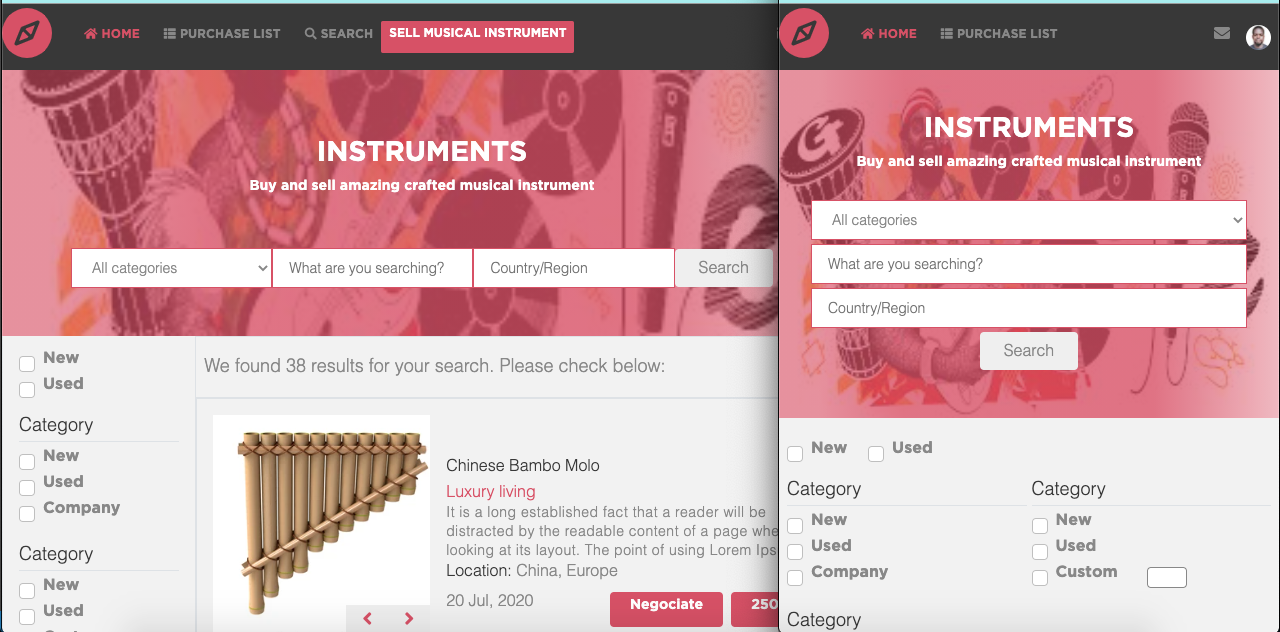 HOME
PURCHASE LIST
SEARCH
SELL MUSICAL INSTRUMENT
INSTRUMENTS
Buy and sell amazing crafted musical instrument
All categories
What are you searching?
Country/Region
Search
New
Used
Category
New
Used
Company
Category
New
Used
We found 38 results for your search. Please check below:
Chinese Bambo Molo
Luxury living
It is a long established fact that a reader will be
distracted by the readable content of a page whe
looking at its layout. The point of using Lorem Ips
Location: China, Europe
20 Jul, 2020
Negociate
250
HOME
PURCHASE LIST
INSTRUMENTS
Buy and sell amazing crafted musical instrument
All categories
What are you searching?
Country/Region
Search
New
Used
Category
New
Used
Company
Category
New
Used
Custom
Category